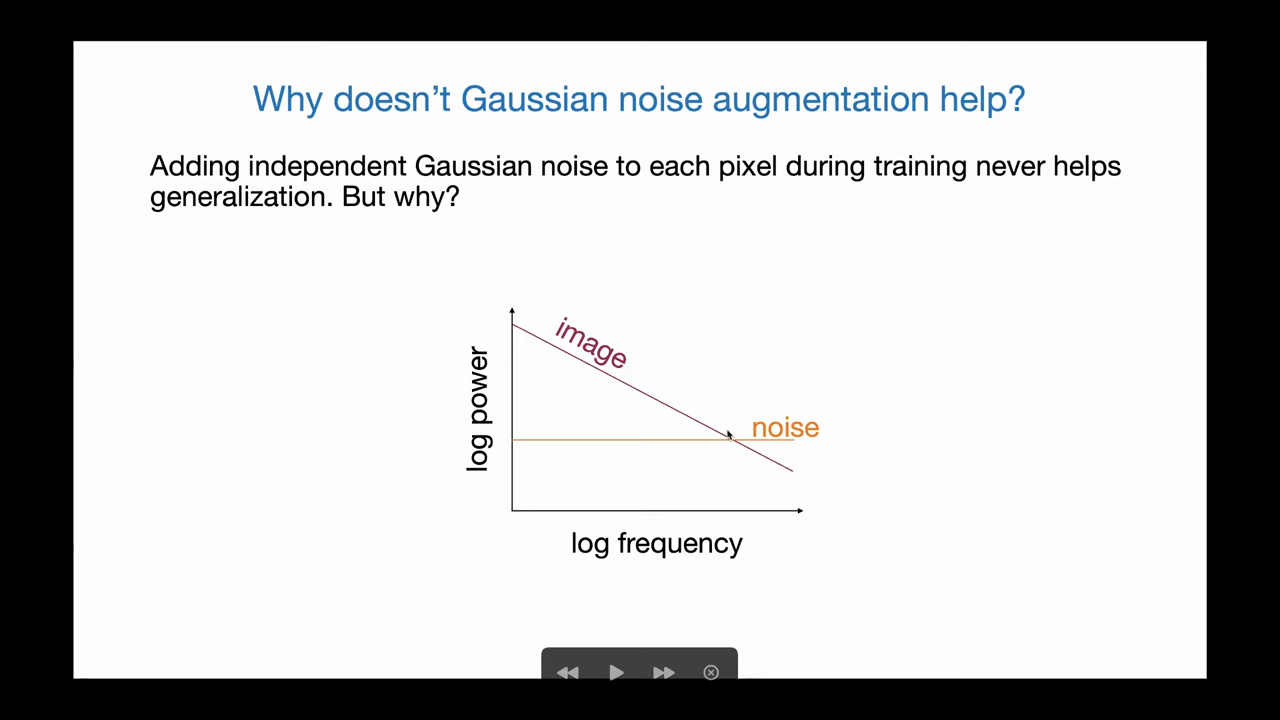 Why doesn’t Gaussian noise augmentation help?
Adding independent Gaussian noise to each pixel during training never helps
generalization. But why?
image
log power
noise
log frequency